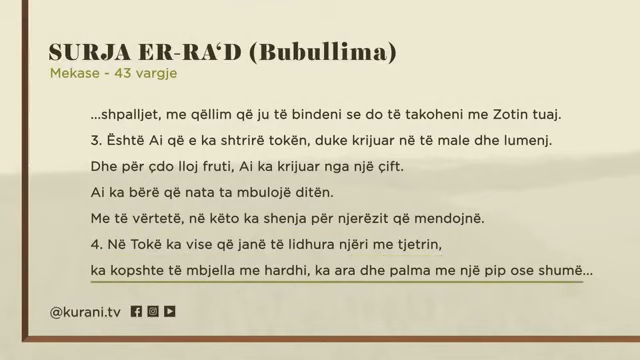 SURJA ER-RA‘D (Bubullima)
Mekase - 43 vargje
...shpalljet, me qëllim që ju të bindeni se do të takoheni me Zotin tuaj.
3. Është Ai që e ka shtrirë tokën, duke krijuar në të male dhe lumenj.
Dhe për çdo lloj fruti, Ai ka krijuar nga një çift.
Ai ka bërë që nata ta mbulojë ditën.
Me të vërtetë, në këto ka shenja për njerëzit që mendojnë.
4. Në Tokë ka vise që janë të lidhura njëri me tjetrin,
ka kopshte të mbjella me hardhi, ka ara dhe palma me një pip ose shumë...
@kurani.tv